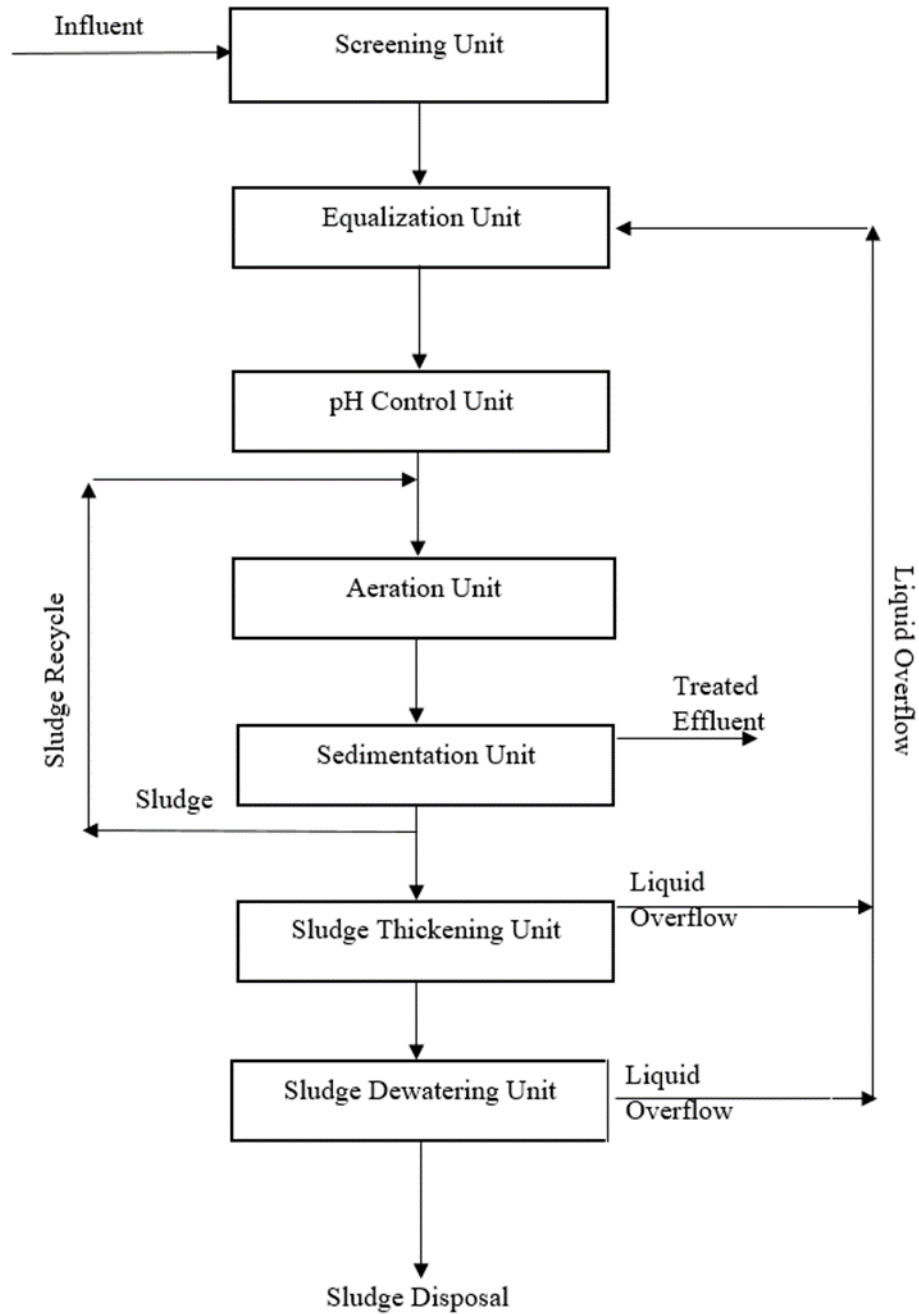 Influent
Screening Unit
Equalization Unit
pH Control Unit
Aeration Unit
Sludge Recycle
Liquid Overflow
Treated
Effluent
Sedimentation Unit
Sludge
Liquid
Overflow
Sludge Thickening Unit
Liquid
Overflow
Sludge Dewatering Unit
Sludge Disposal